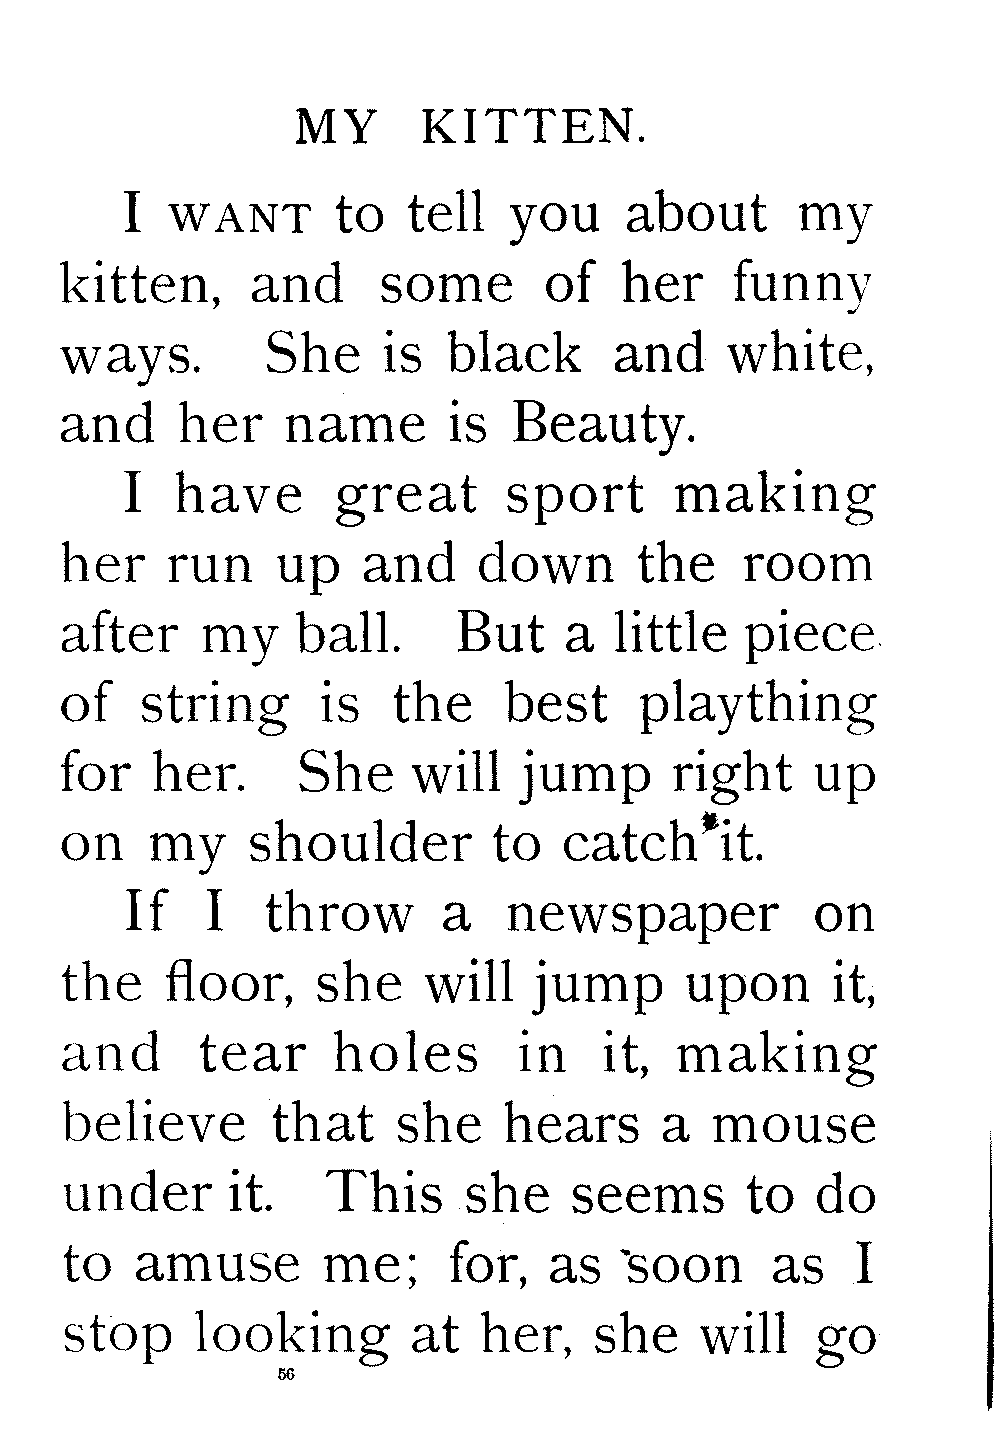 MY KITTEN.
I WANT to tell you about my
kitten, and some of her funny
ways. She is black and white,
and her name is Beauty.
I have great sport making
her run up and down the room
after my ball. But a little piece
of string is the best plaything
for her. She will jump right up
on my shoulder to catch it.
If I throw a newspaper on
the floor, she will jump upon it,
and tear holes in it, making
believe that she hears a mouse
under it. This she seems to do
to amuse me; for, as soon as I
stop looking at her, she will go
56